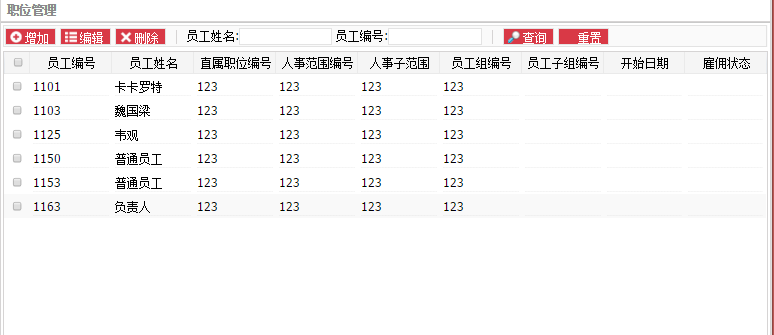 职位管理
增加 编辑 删除 员工姓名: 员工编号: 查询 重置
员工编号 员工姓名 直属职位编号 人事范围编号 人事子范围 员工组编号 员工子组编号 开始日期 雇佣状态
1101 卡卡罗特 123 123 123 123
1103 魏国梁 123 123 123 123
1125 韦观 123 123 123 123
1150 普通员工 123 123 123 123
1153 普通员工 123 123 123 123
1163 负责人 123 123 123 123